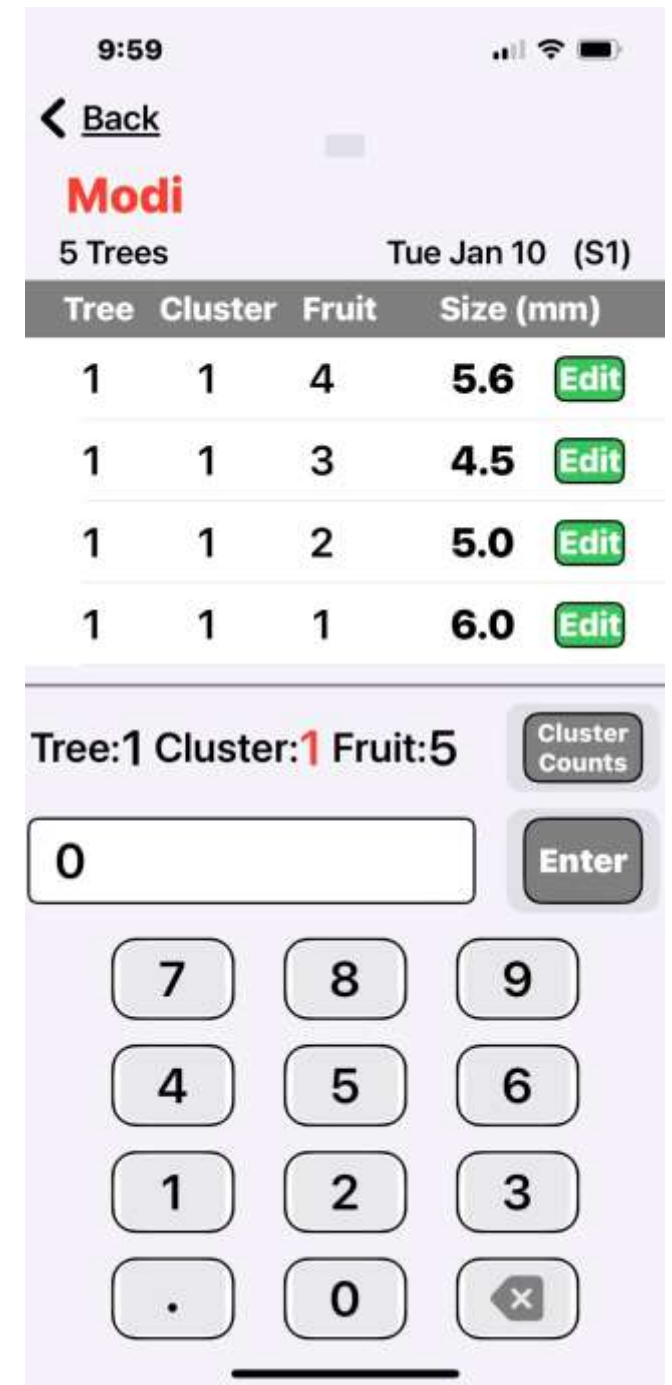 9:59
Back
Modi
5 Trees Tue Jan 10 (S1)
Tree Cluster Fruit Size (mm)
1 1 4 5.6 Edit
1 1 3 4.5 Edit
1 1 2 5.0 Edit
1 1 1 6.0 Edit
Tree:1 Cluster:1 Fruit:5 Cluster Counts
0 Enter
7 8 9
4 5 6
1 2 3
. 0